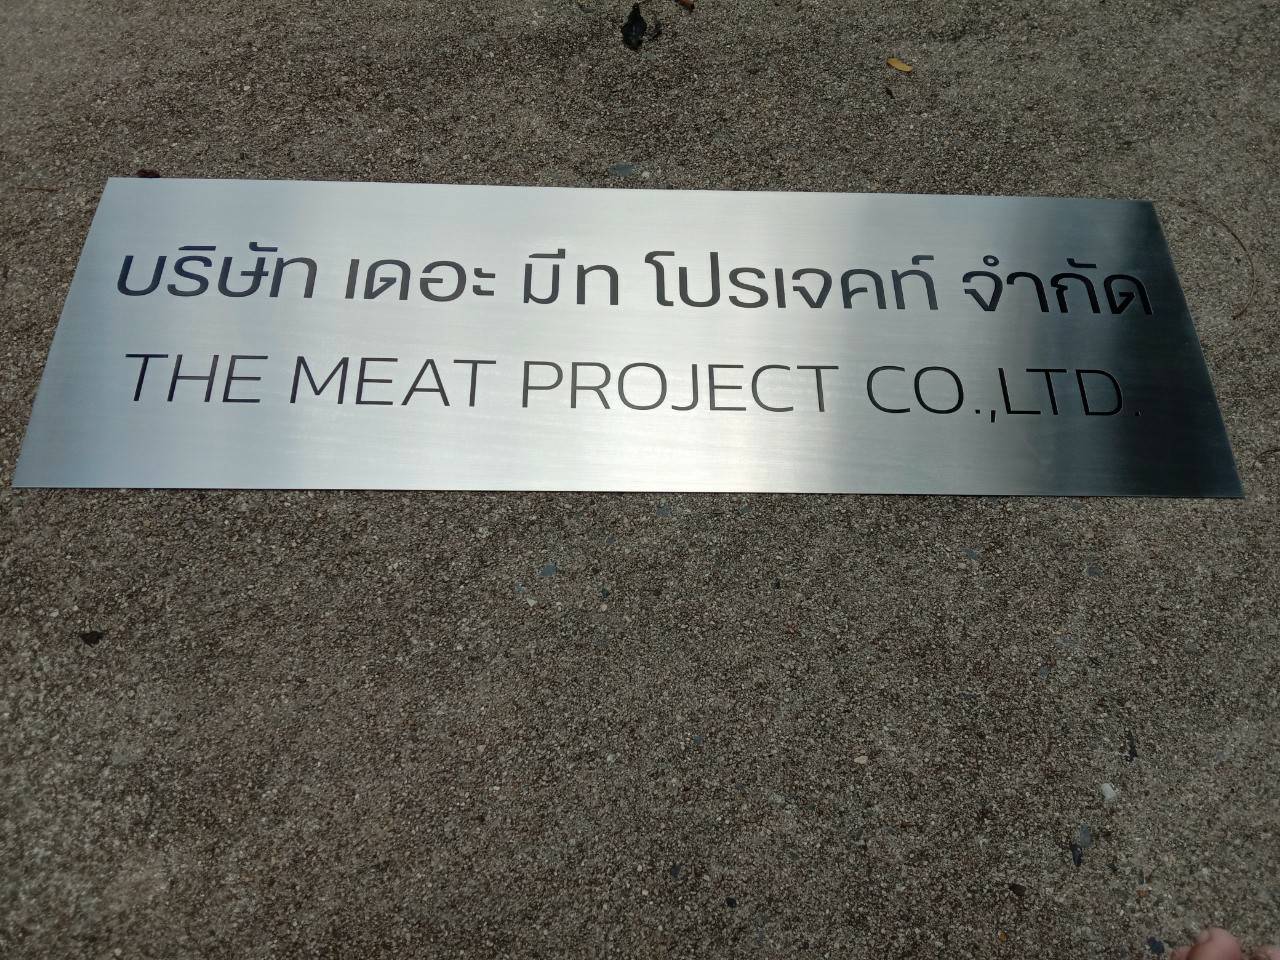 บริษัท เดอะ มีท โปรเจคท์ จำกัด
THE MEAT PROJECT CO.,LTD.